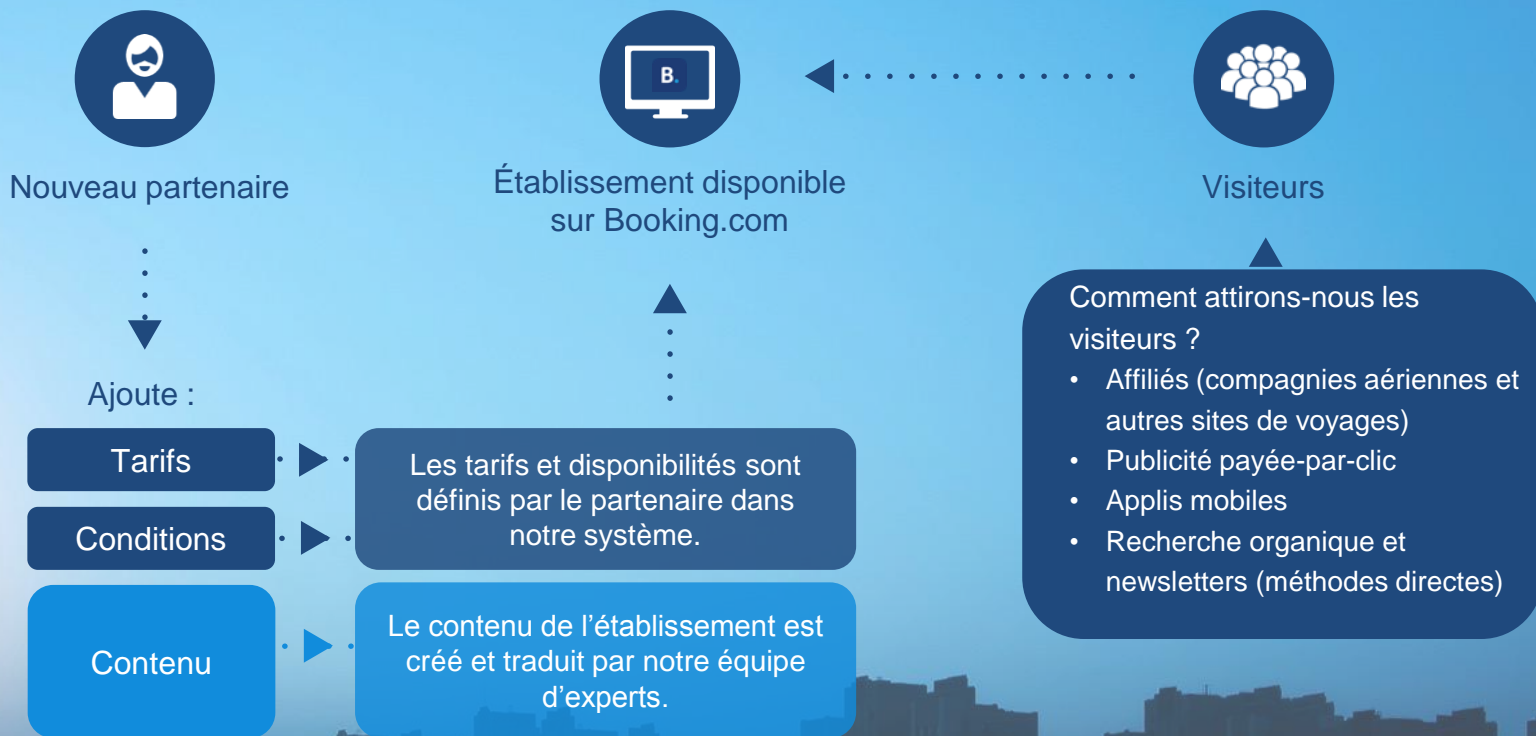 B.
Nouveau partenaire
Établissement disponible
sur Booking.com
Visiteurs
Ajoute :
Tarifs
Conditions
Contenu
Les tarifs et disponibilités sont
définis par le partenaire dans
notre système.
Le contenu de l’établissement est
créé et traduit par notre équipe
d’experts.
Comment attirons-nous les
visiteurs ?
• Affiliés (compagnies aériennes et
autres sites de voyages)
• Publicité payée-par-clic
• Applis mobiles
• Recherche organique et
newsletters (méthodes directes)